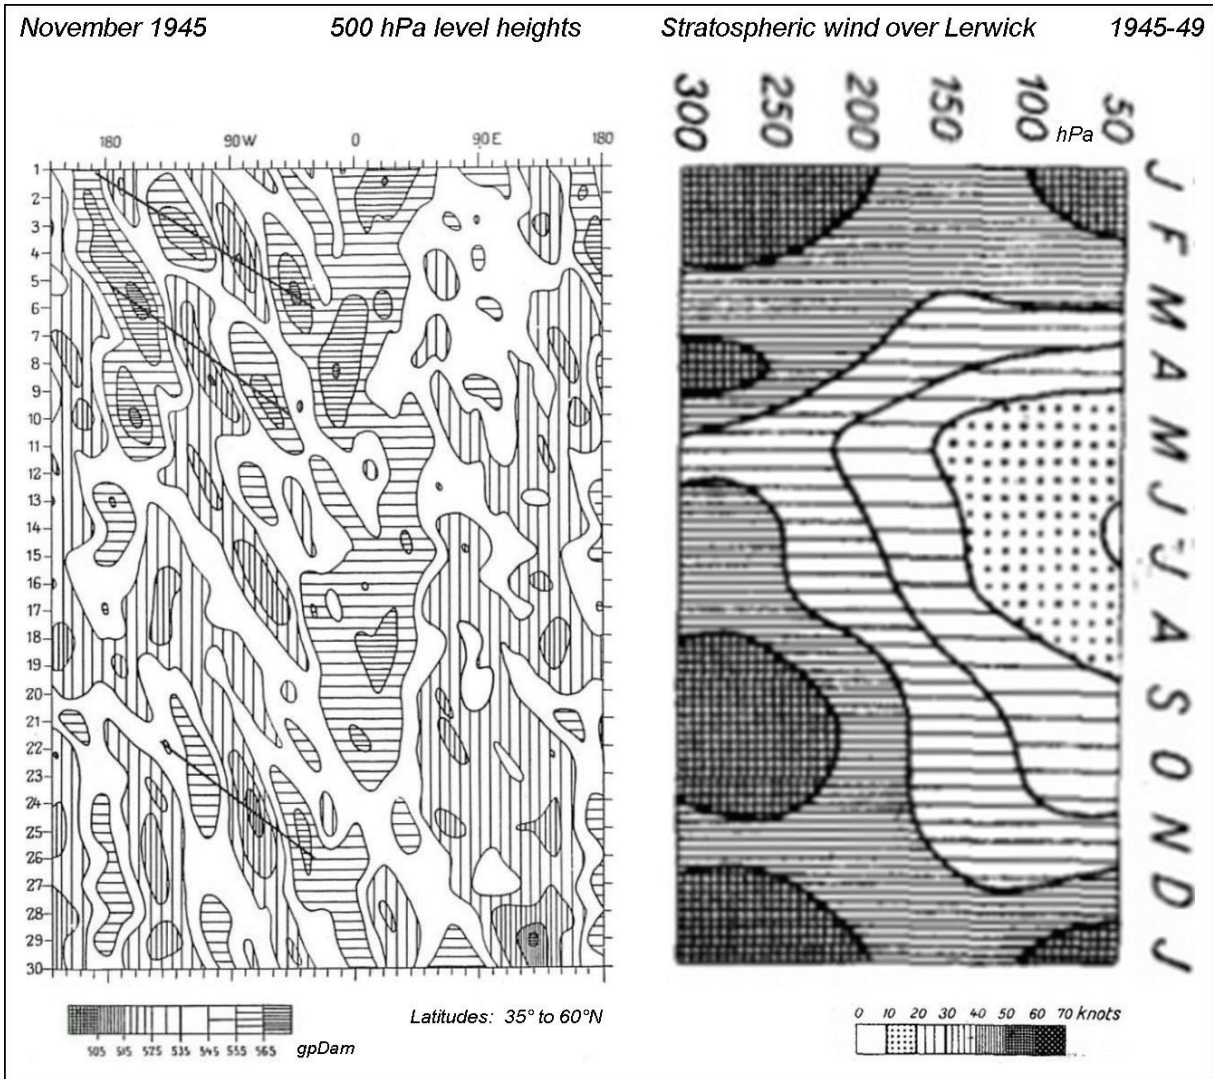 November 1945
500 hPa level heights
Stratospheric wind over Lerwick
1945-49
180
90W
0
90E
180
1
2
3
4
5
6
7
8
9
10
11
12
13
14
15
16
17
18
19
20
21
22
23
24
25
26
27
28
29
30
505 515 525 535 545 555 565
gpDam
Latitudes: 35° to 60°N
300 250 200 150 100 50
hPa
J
F
M
A
M
J
J
A
S
O
N
D
J
0 10 20 30 40 50 60 70 knots